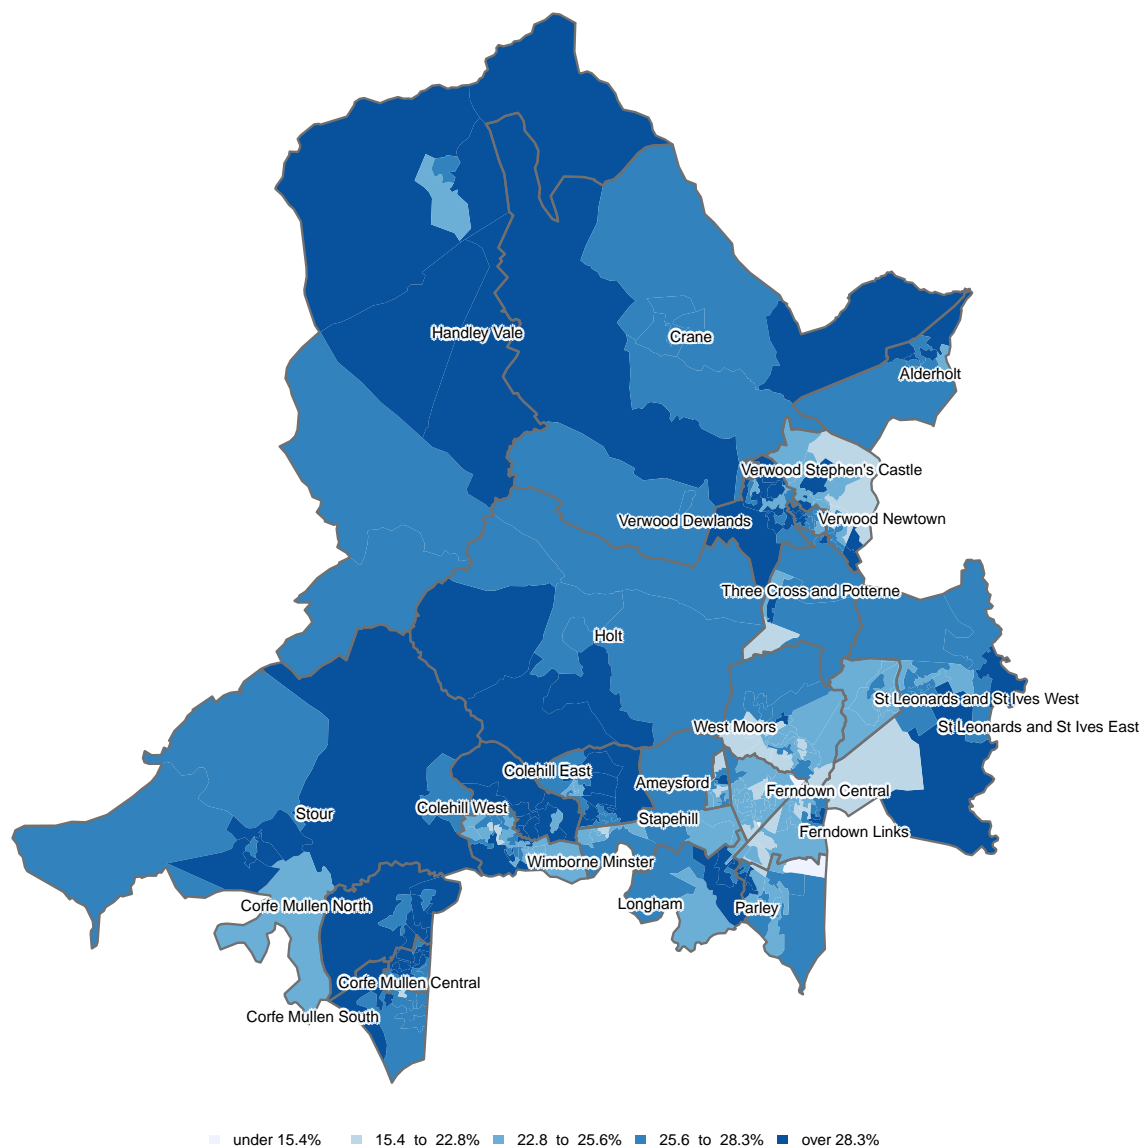 Handley Vale
Crane
Alderholt
Verwood Stephen's Castle
Verwood Dewlands
Verwood Newtown
Three Cross and Potterne
Holt
St Leonards and St Ives West
West Moors
St Leonards and St Ives East
Colehill East
Ameysford
Ferndown Central
Colehill West
Stour
Stapehill
Ferndown Links
Wimborne Minster
Corfe Mullen North
Longham
Parley
Corfe Mullen Central
Corfe Mullen South
under 15.4% 15.4 to 22.8% 22.8 to 25.6% 25.6 to 28.3% over 28.3%